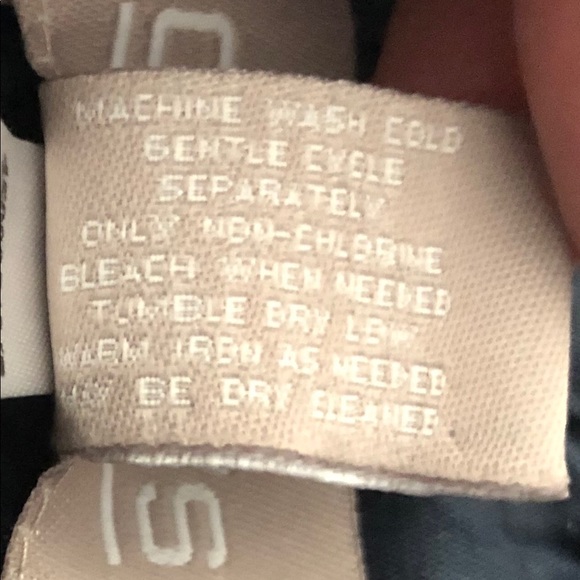 MACHINE WASH COLD
GENTLE CYCLE
SEPARATELY
ONLY NON-CHLORINE
BLEACH WHEN NEEDED
TUMBLE DRY LOW
WARM IRON AS NEEDED
MAY BE DRY CLEANED